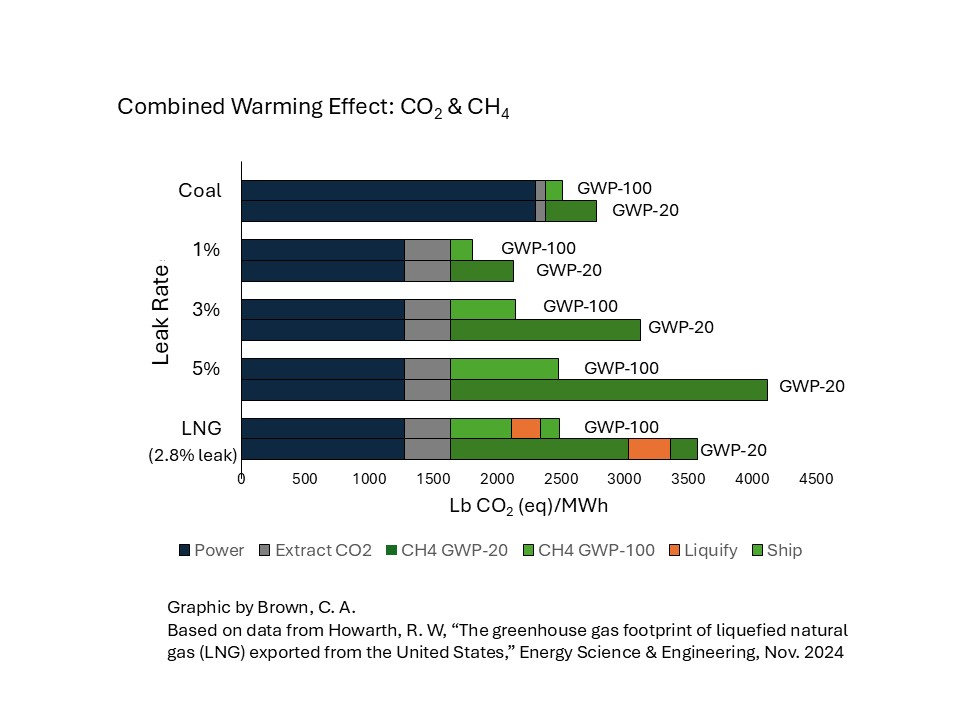 Combined Warming Effect: CO2 & CH4
Coal
GWP-100
GWP-20
1%
GWP-100
GWP-20
Leak Rate
3%
GWP-100
GWP-20
5%
GWP-100
GWP-20
LNG
(2.8% leak)
GWP-100
GWP-20
0 500 1000 1500 2000 2500 3000 3500 4000 4500
Lb CO2 (eq)/MWh
Power Extract CO2 CH4 GWP-20 CH4 GWP-100 Liquify Ship
Graphic by Brown, C. A.
Based on data from Howarth, R. W, “The greenhouse gas footprint of liquefied natural
gas (LNG) exported from the United States,” Energy Science & Engineering, Nov. 2024